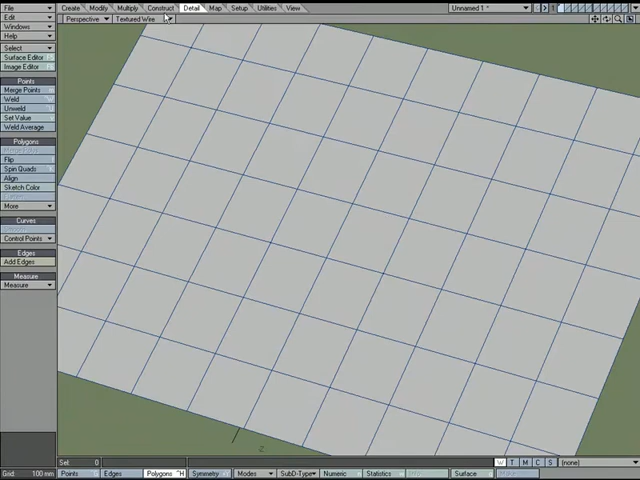 File Create Modify Multiply Construct Detail Map Setup Utilities View Unnamed 1 * 1
Edit Perspective Textured Wire
Windows
Help
Select
Surface Editor
Image Editor
Points
Merge Points
Weld
Unweld
Set Value
Weld Average
Polygons
Flip
Spin Quads
Align
Sketch Color
More
Curves
Control Points
Edges
Add Edges
Measure
Measure
Z
Sel: 0 W T M C S (none)
Grid: 100 mm Points Edges Polygons ^H Symmetry Modes SubD-Type Numeric Statistics Surface